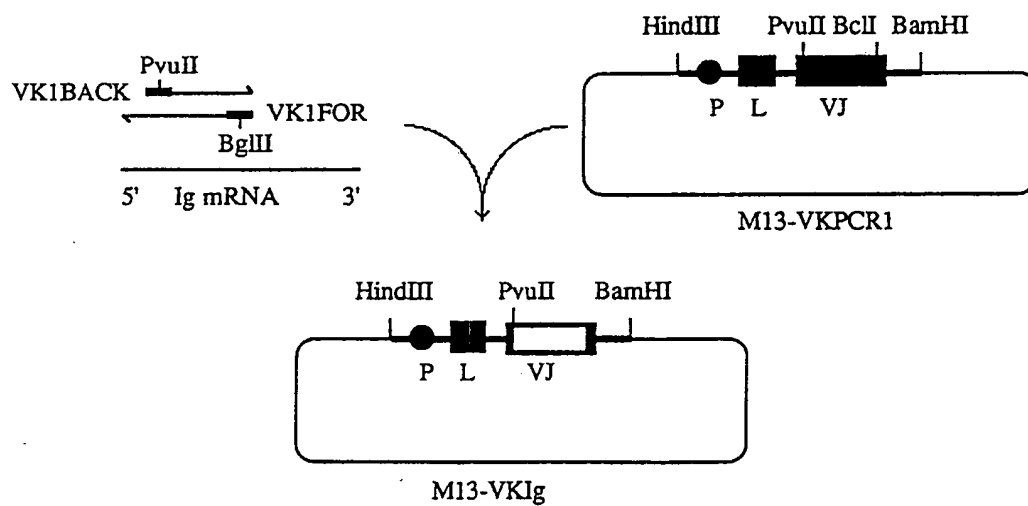 PvuII
VK1BACK
VK1FOR
BglII
5' Ig mRNA 3'
HindIII PvuII BclI BamHI
P L VJ
M13-VKPCR1
HindIII PvuII BamHI
P L VJ
M13-VKIg